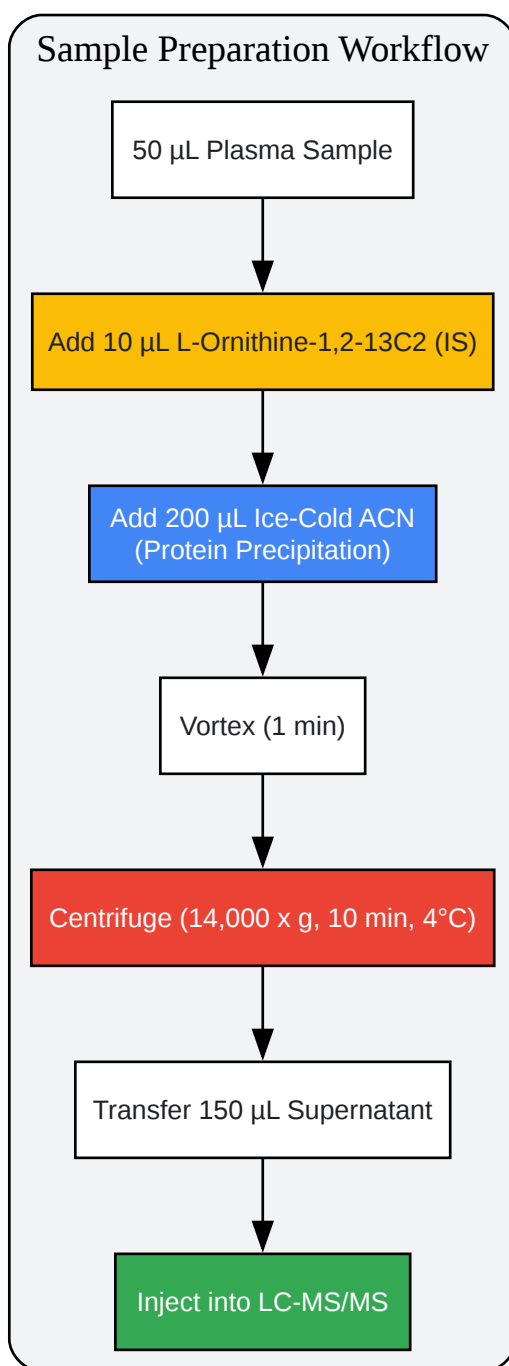 Sample Preparation Workflow
50 µL Plasma Sample
Add 10 µL L-Ornithine-1,2-13C2 (IS)
Add 200 µL Ice-Cold ACN
(Protein Precipitation)
Vortex (1 min)
Centrifuge (14,000 x g, 10 min, 4°C)
Transfer 150 µL Supernatant
Inject into LC-MS/MS